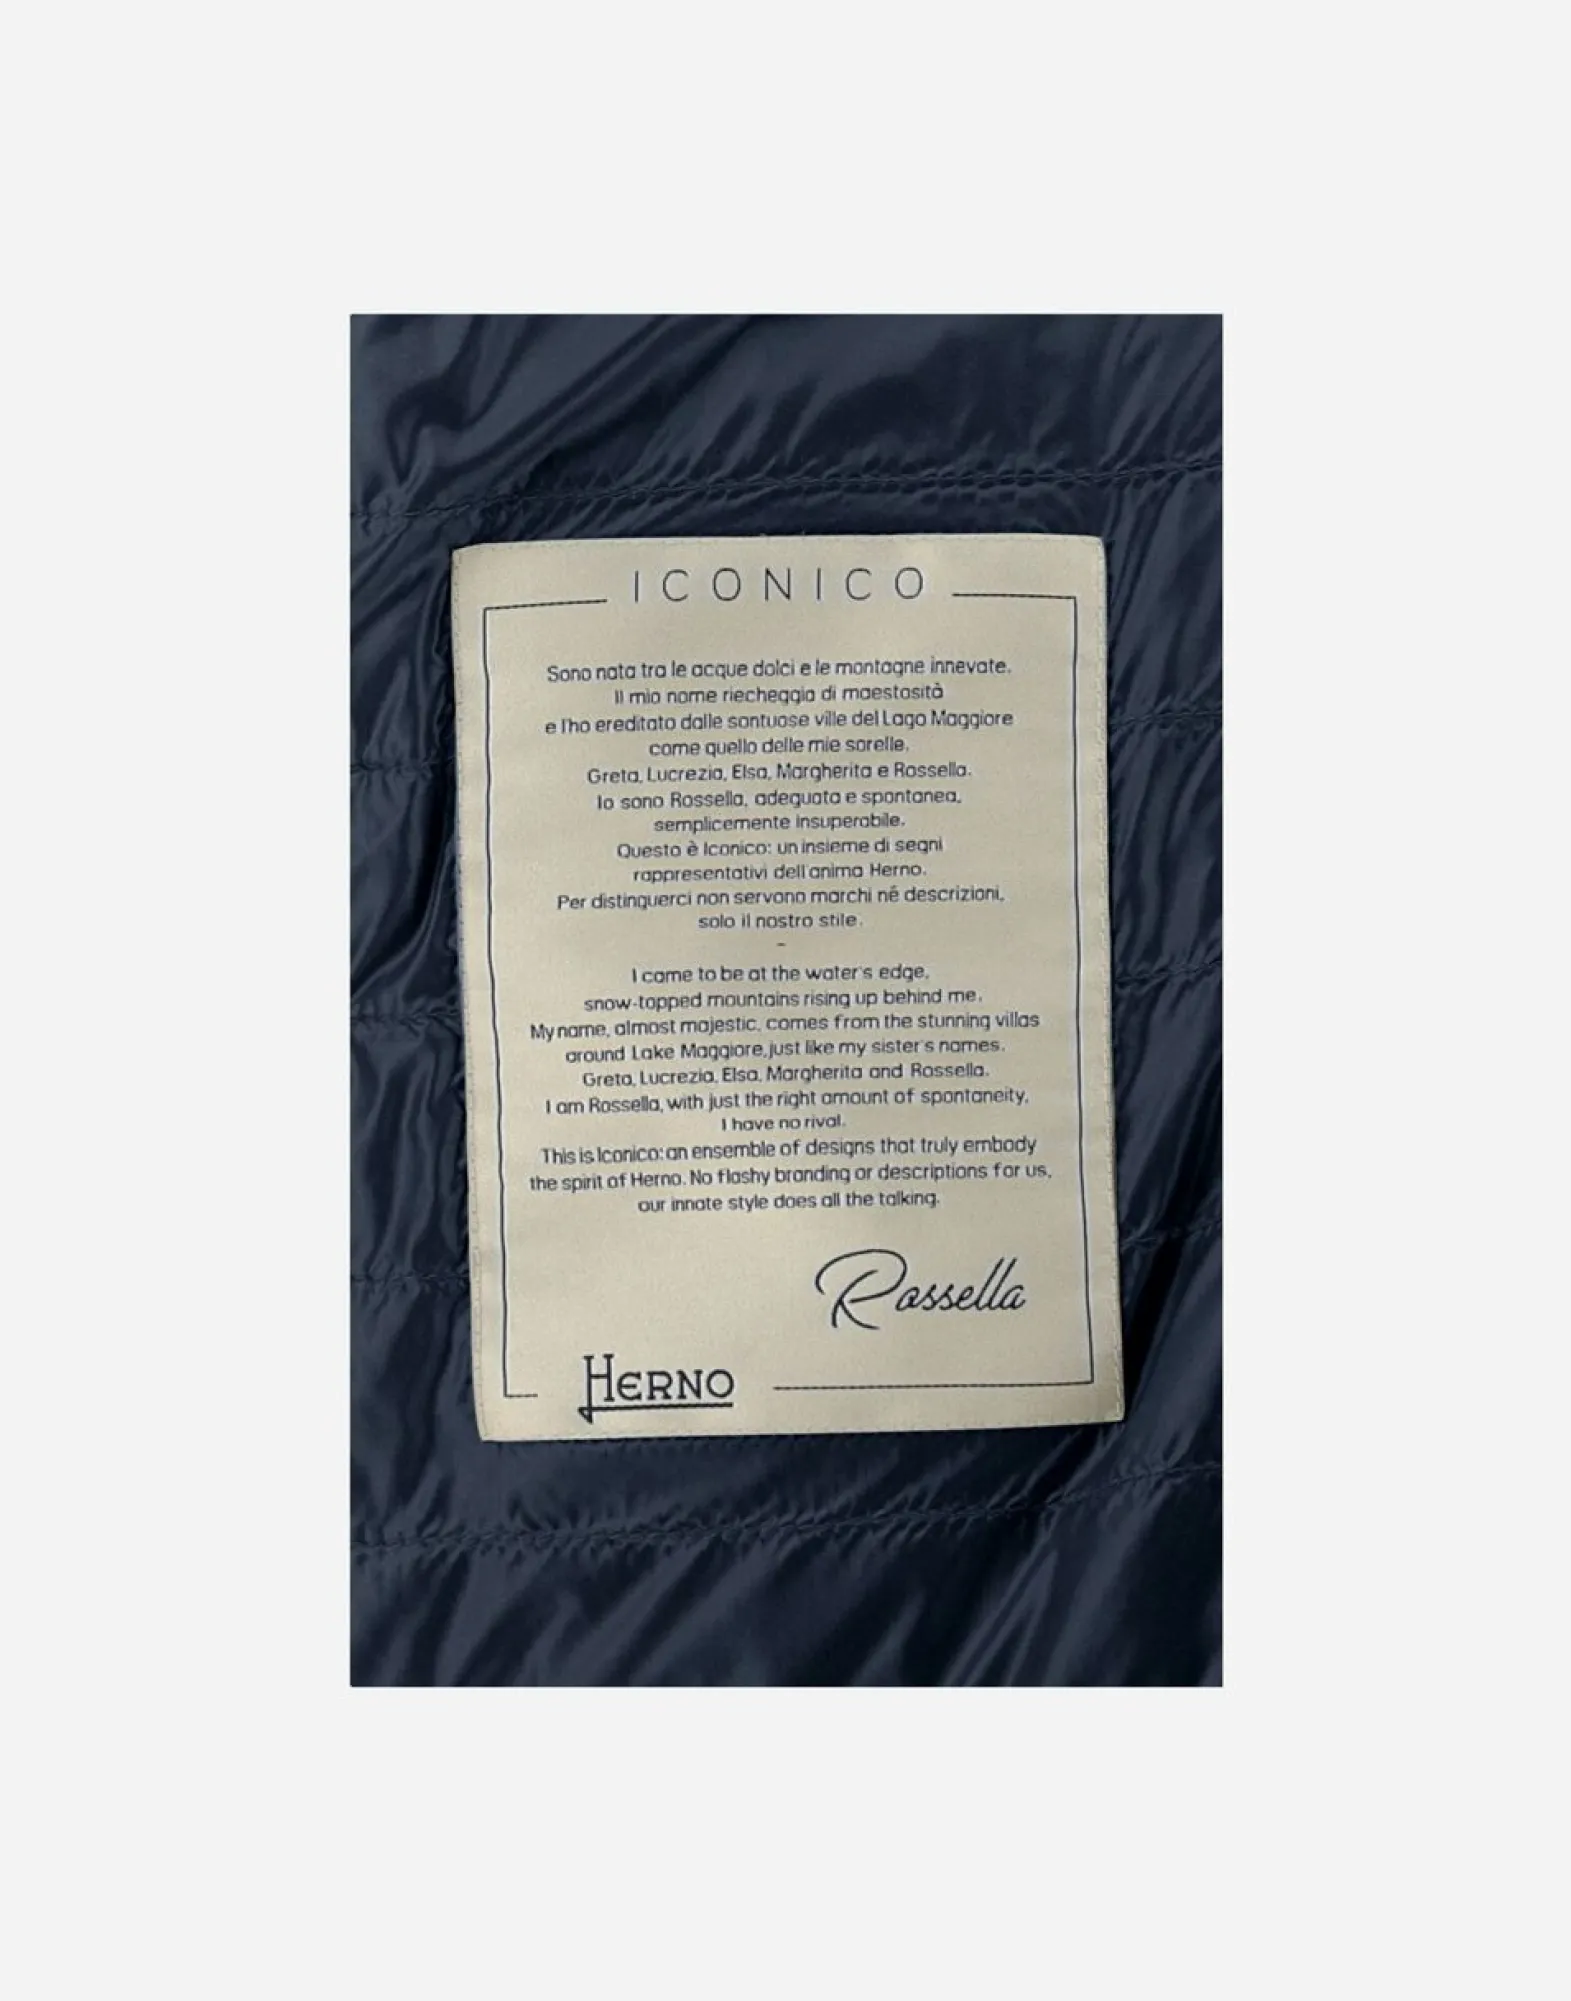 ICONICO
Sono nata tra le acque dolci e le montagne innevate.
Il mio nome riecheggia di maestosità
e l'ho ereditato dalle sontuose ville del Lago Maggiore
come quello delle mie sorelle.
Greta, Lucrezia, Elsa, Margherita e Rossella.
Io sono Rossella, adeguata e spontanea,
semplicemente insuperabile.
Questo è Iconico: un insieme di segni
rappresentativi dell'anima Herno.
Per distinguerci non servono marchi né descrizioni,
solo il nostro stile.
-
I came to be at the water's edge,
snow-topped mountains rising up behind me.
My name, almost majestic, comes from the stunning villas
around Lake Maggiore, just like my sister's names.
Greta, Lucrezia, Elsa, Margherita and Rossella.
I am Rossella, with just the right amount of spontaneity,
I have no rival.
This is Iconico: an ensemble of designs that truly embody
the spirit of Herno. No flashy branding or descriptions for us,
our innate style does all the talking.
Rossella
HERNO